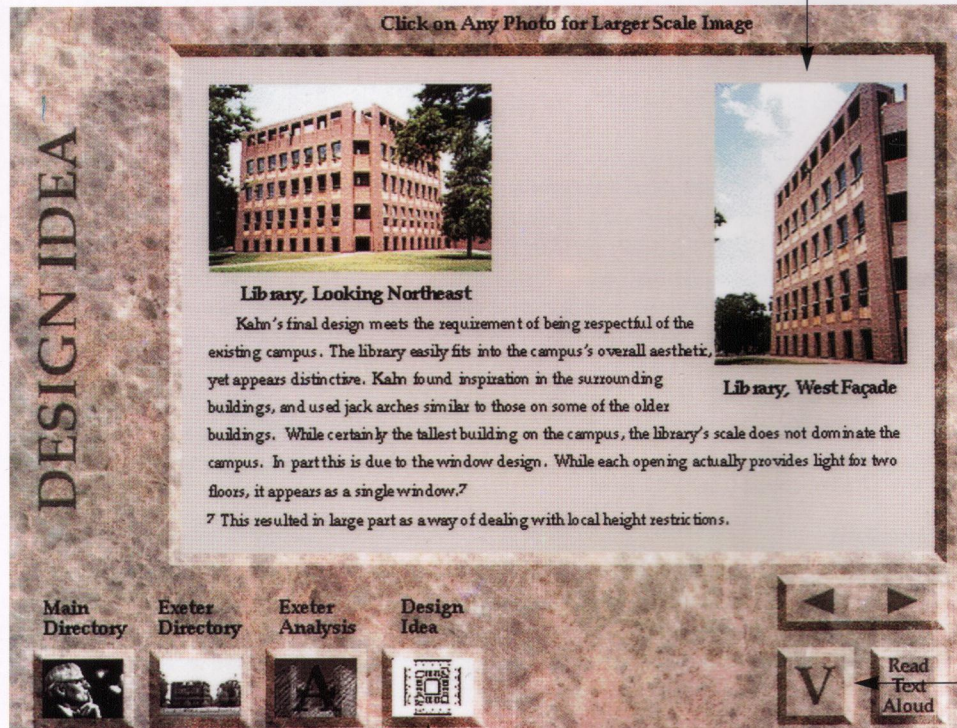 Click on Any Photo for Larger Scale Image
DESIGN IDEA
Library, Looking Northeast
Library, West Façade
Kahn's final design meets the requirement of being respectful of the
existing campus. The library easily fits into the campus's overall aesthetic,
yet appears distinctive. Kahn found inspiration in the surrounding
buildings, and used jack arches similar to those on some of the older
buildings. While certainly the tallest building on the campus, the library's scale does not dominate the
campus. In part this is due to the window design. While each opening actually provides light for two
floors, it appears as a single window.7
7 This resulted in large part as a way of dealing with local height restrictions.
Main
Directory
Exeter
Directory
Exeter
Analysis
Design
Idea
A
V
Read
Text
Aloud